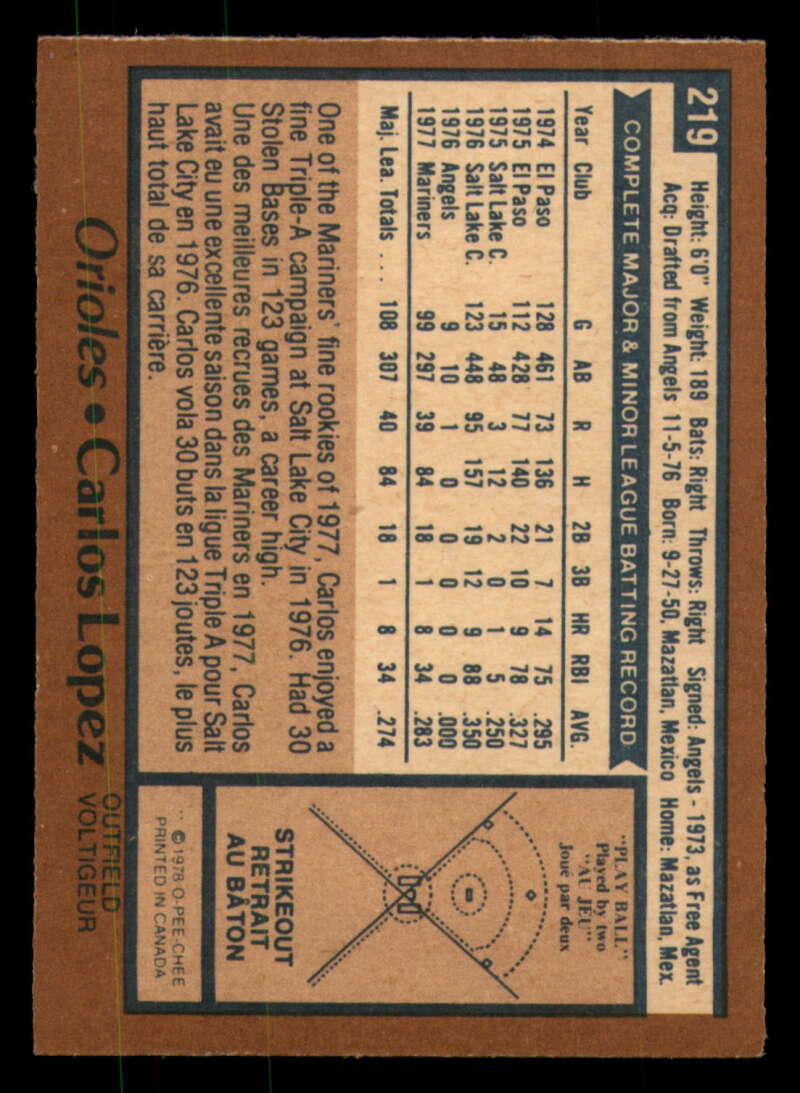 219
Height: 6'0" Weight: 189 Bats: Right Throws: Right Signed: Angels - 1973, as Free Agent
Acq: Drafted from Angels 11-5-76 Born: 9-27-50, Mazatlan, Mexico Home: Mazatlan, Mex.
COMPLETE MAJOR & MINOR LEAGUE BATTING RECORD
Year Club G AB R H 2B 3B HR RBI AVG.
1974 El Paso 128 461 73 136 21 7 14 75 .295
1975 El Paso 112 428 77 140 22 10 9 78 .327
1975 Salt Lake C. 15 48 3 12 2 0 1 5 .250
1976 Salt Lake C. 123 448 95 157 19 12 9 88 .350
1976 Angels 9 10 1 0 0 0 0 0 .000
1977 Mariners 99 297 39 84 18 1 8 34 .283
Maj. Lea. Totals .... 108 307 40 84 18 1 8 34 .274
One of the Mariners' fine rookies of 1977, Carlos enjoyed a
fine Triple-A campaign at Salt Lake City in 1976. Had 30
Stolen Bases in 123 games, a career high.
Une des meilleures recrues des Mariners en 1977, Carlos
avait eu une excellente saison dans la ligue Triple A pour Salt
Lake City en 1976. Carlos vola 30 buts en 123 joutes, le plus
haut total de sa carrière.
"PLAY BALL"
Played by two
"AU JEU"
Joué par deux
STRIKEOUT
RETRAIT
AU BÂTON
** © 1978 O-PEE-CHEE
PRINTED IN CANADA
Orioles • Carlos Lopez
OUTFIELD
VOLTIGEUR